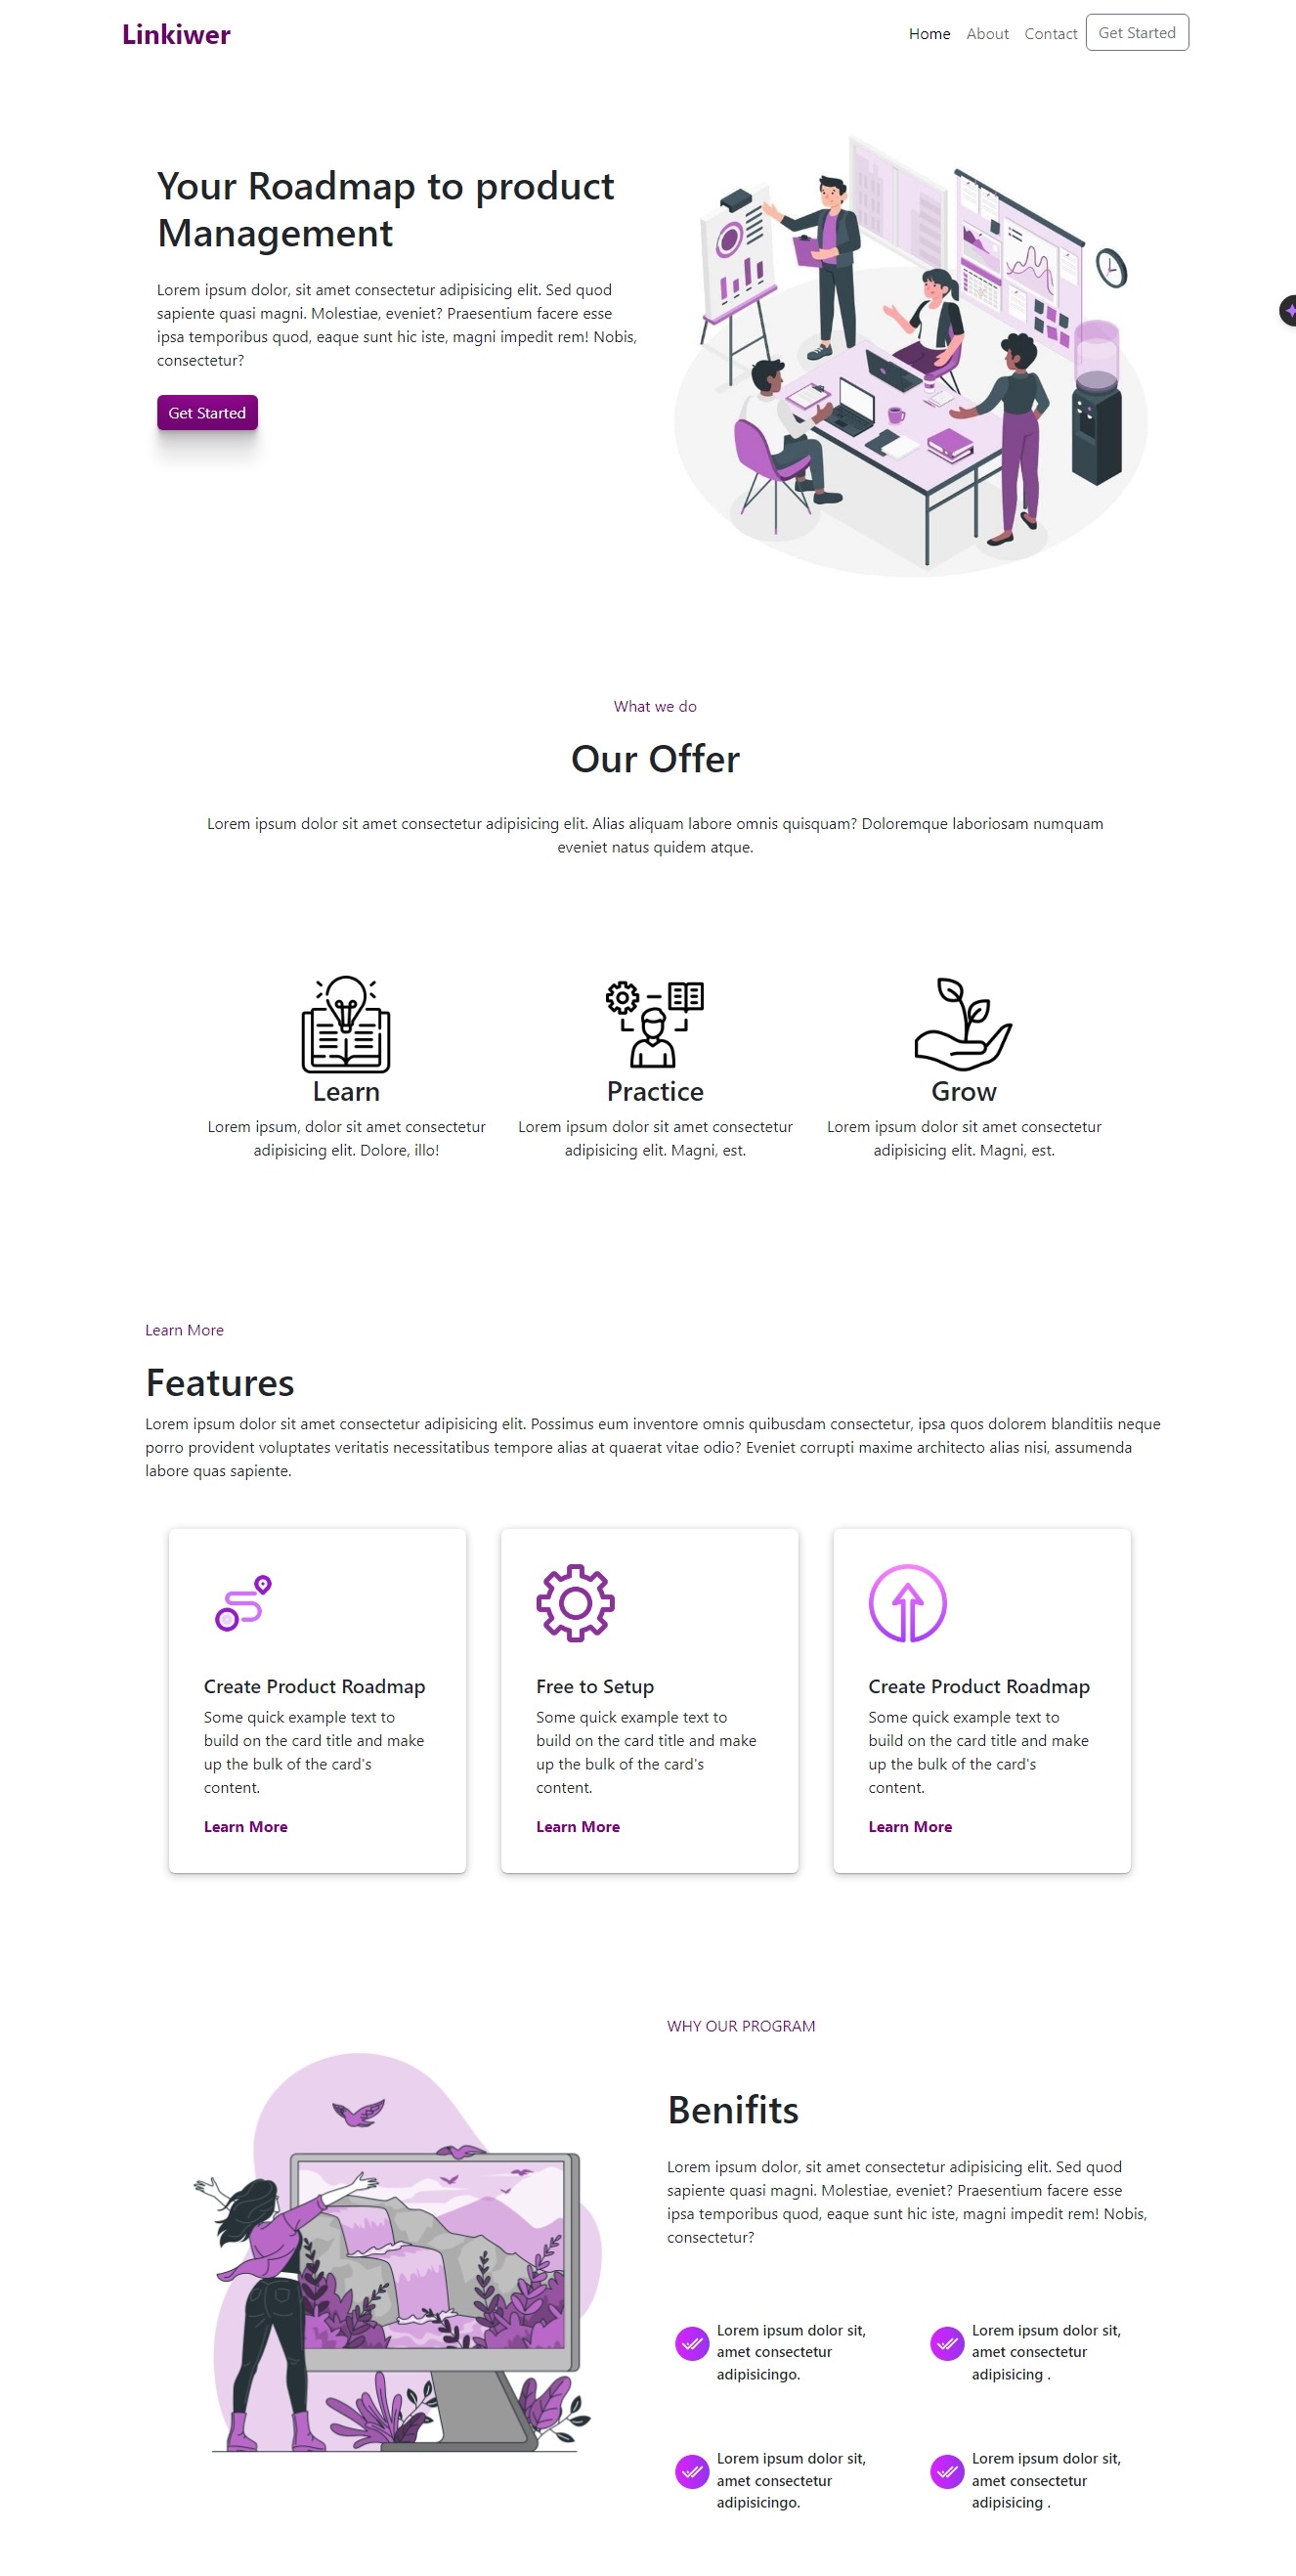 Linkiwer
Home About Contact Get Started
Your Roadmap to product
Management
Lorem ipsum dolor, sit amet consectetur adipisicing elit. Sed quod
sapiente quasi magni. Molestiae, eveniet? Praesentium facere esse
ipsa temporibus quod, eaque sunt hic iste, magni impedit rem! Nobis,
consectetur?
Get Started
What we do
Our Offer
Lorem ipsum dolor sit amet consectetur adipisicing elit. Alias aliquam labore omnis quisquam? Doloremque laboriosam numquam
eveniet natus quidem atque.
Learn
Lorem ipsum, dolor sit amet consectetur
adipisicing elit. Dolore, illo!
Practice
Lorem ipsum dolor sit amet consectetur
adipisicing elit. Magni, est.
Grow
Lorem ipsum dolor sit amet consectetur
adipisicing elit. Magni, est.
Learn More
Features
Lorem ipsum dolor sit amet consectetur adipisicing elit. Possimus eum inventore omnis quibusdam consectetur, ipsa quos dolorem blanditiis neque
porro provident voluptates veritatis necessitatibus tempore alias at quaerat vitae odio? Eveniet corrupti maxime architecto alias nisi, assumenda
labore quas sapiente.
Create Product Roadmap
Some quick example text to
build on the card title and make
up the bulk of the card's
content.
Learn More
Free to Setup
Some quick example text to
build on the card title and make
up the bulk of the card's
content.
Learn More
Create Product Roadmap
Some quick example text to
build on the card title and make
up the bulk of the card's
content.
Learn More
WHY OUR PROGRAM
Benifits
Lorem ipsum dolor, sit amet consectetur adipisicing elit. Sed quod
sapiente quasi magni. Molestiae, eveniet? Praesentium facere esse
ipsa temporibus quod, eaque sunt hic iste, magni impedit rem! Nobis,
consectetur?
Lorem ipsum dolor sit,
amet consectetur
adipisicingo.
Lorem ipsum dolor sit,
amet consectetur
adipisicing .
Lorem ipsum dolor sit,
amet consectetur
adipisicingo.
Lorem ipsum dolor sit,
amet consectetur
adipisicing .